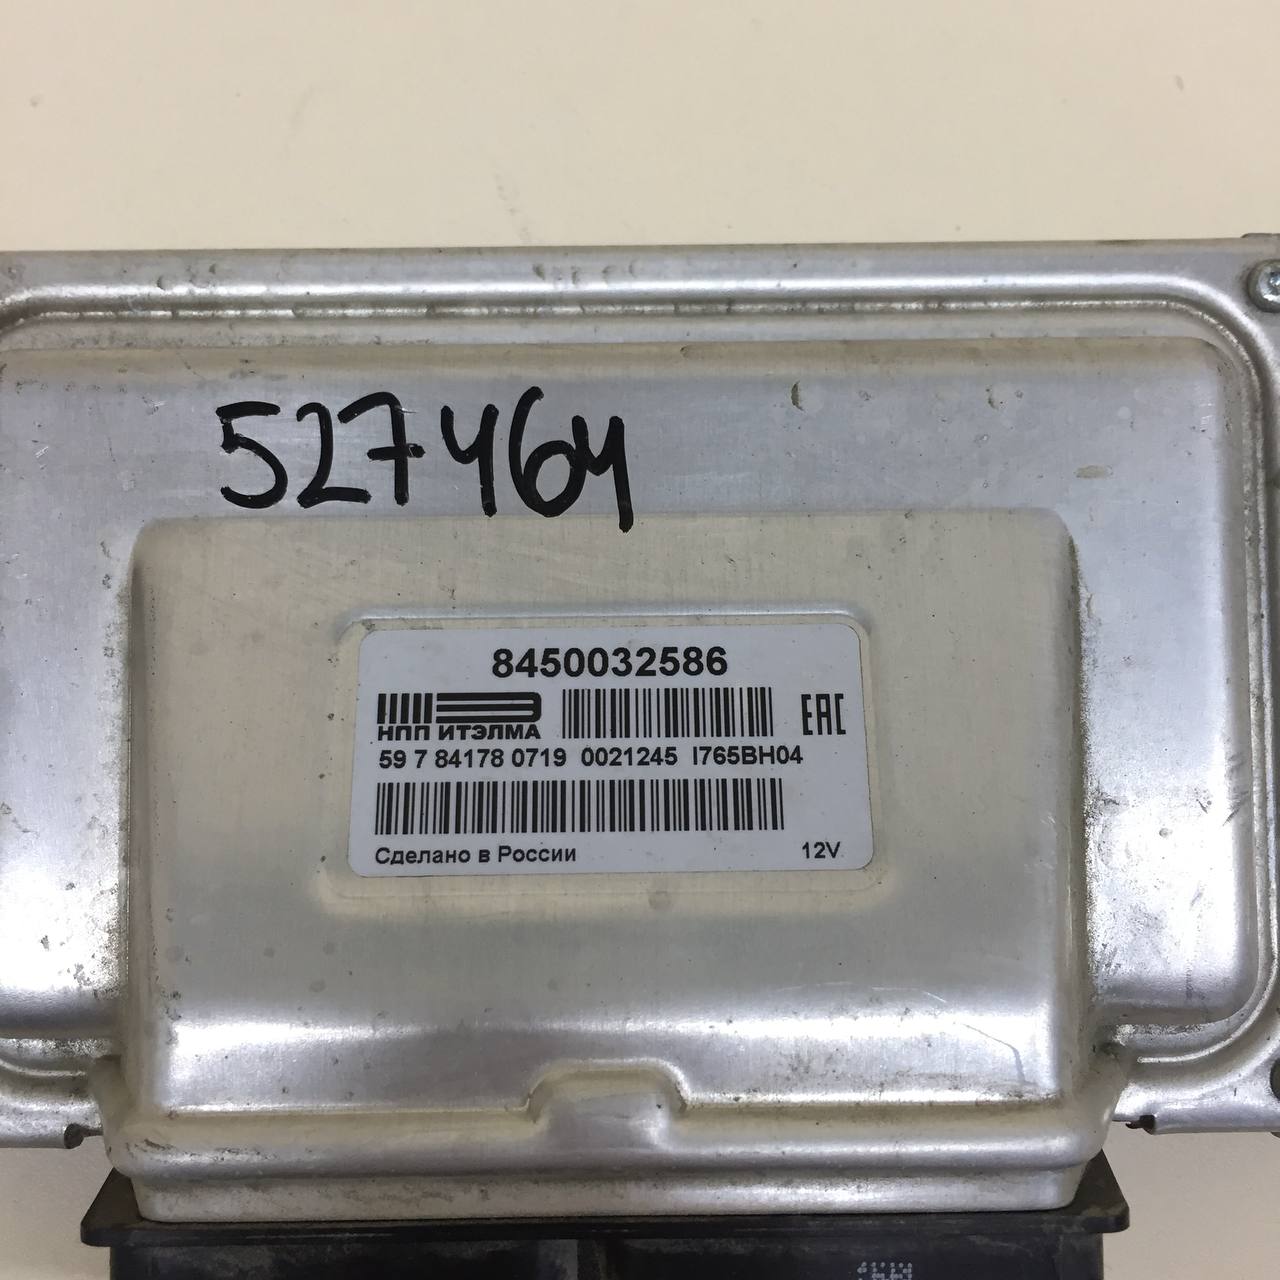 527464
8450032586
НПП ИТЭЛМА
EAC
59 7 84178 0719 0021245 I765BH04
Сделано в России
12V